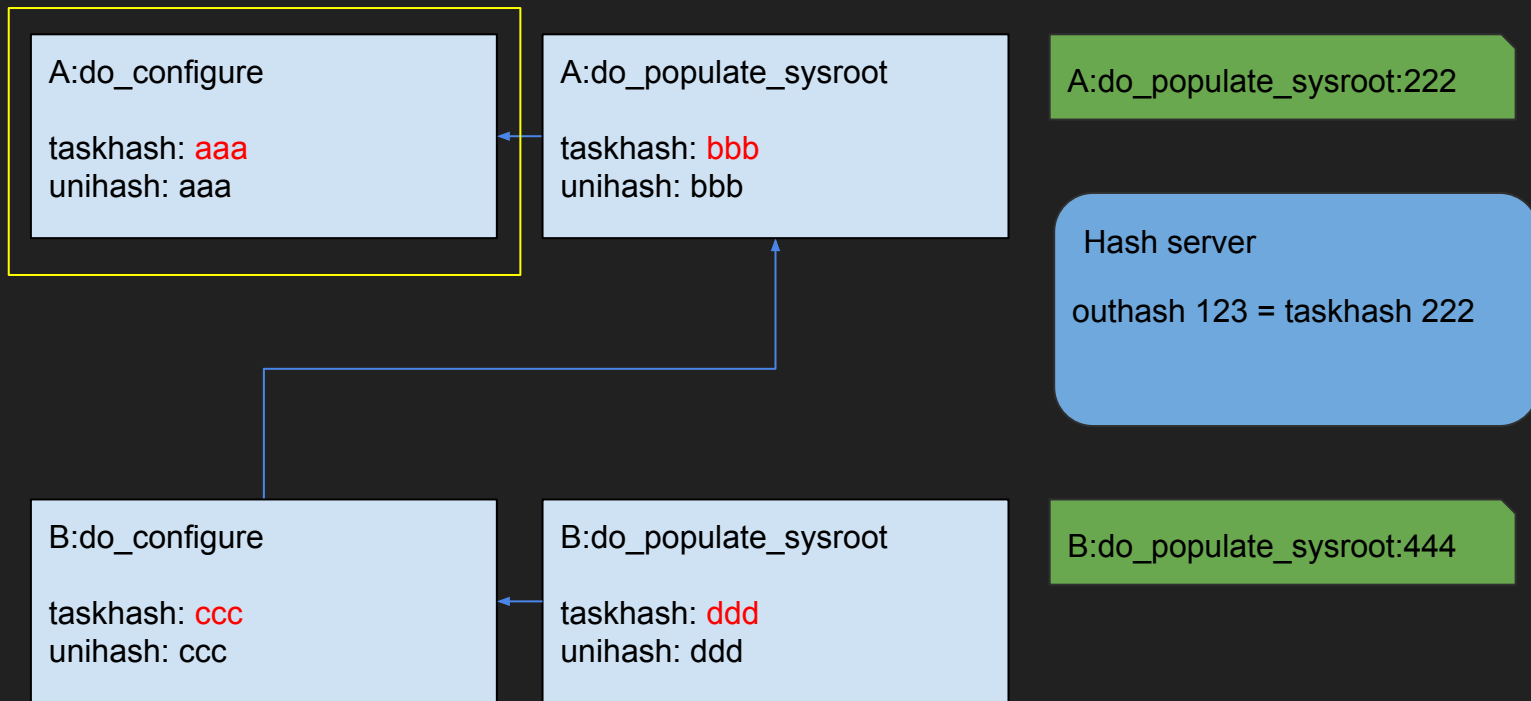 A:do_configure
taskhash: aaa
unihash: aaa
A:do_populate_sysroot
taskhash: bbb
unihash: bbb
A:do_populate_sysroot:222
Hash server
outhash 123 = taskhash 222
B:do_configure
taskhash: ccc
unihash: ccc
B:do_populate_sysroot
taskhash: ddd
unihash: ddd
B:do_populate_sysroot:444